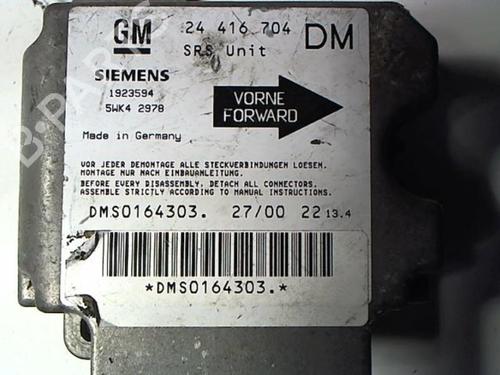 GM 24 416 704 DM
SRS Unit
SIEMENS
1923594
5WK4 2978
VORNE
FORWARD
Made in Germany
VOR JEDER DEMONTAGE ALLE STECKVERBINDUNGEN LOESEN.
MONTAGE NUR NACH EINBAUANLEITUNG.
BEFORE EVERY DISASSEMBLY, DETACH ALL CONNECTORS.
ASSEMBLE STRICTLY ACCORDING TO MANUAL INSTRUCTIONS.
DMS0164303. 27/00 22 13.4
*DMS0164303.*
B-PARTS